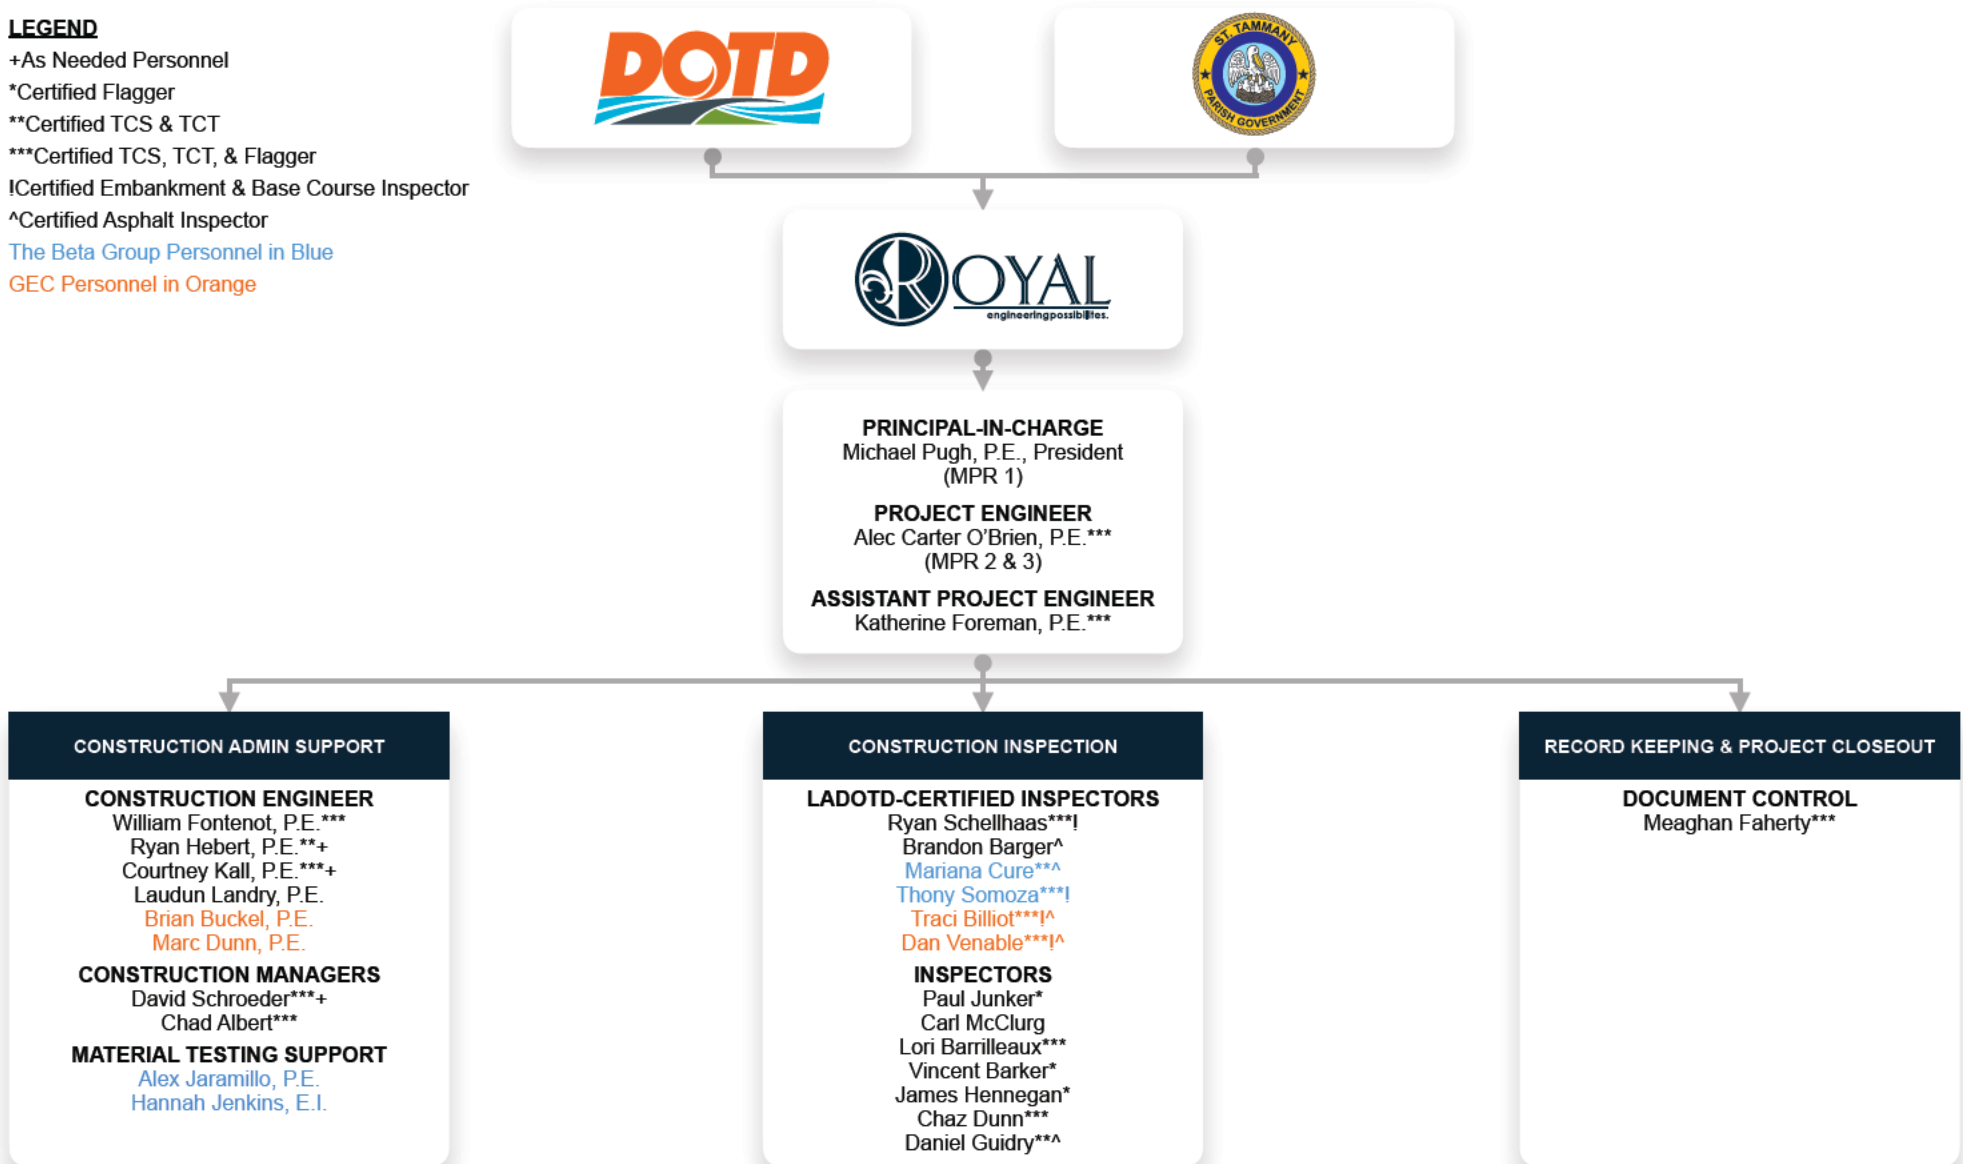 LEGEND
+As Needed Personnel
*Certified Flagger
**Certified TCS & TCT
***Certified TCS, TCT, & Flagger
!Certified Embankment & Base Course Inspector
^Certified Asphalt Inspector
The Beta Group Personnel in Blue
GEC Personnel in Orange
DOTD
ST. TAMMANY
PARISH GOVERNMENT
ROYAL
engineeringpossibilites.
PRINCIPAL-IN-CHARGE
Michael Pugh, P.E., President
(MPR 1)
PROJECT ENGINEER
Alec Carter O’Brien, P.E.***
(MPR 2 & 3)
ASSISTANT PROJECT ENGINEER
Katherine Foreman, P.E.***
CONSTRUCTION ADMIN SUPPORT
CONSTRUCTION ENGINEER
William Fontenot, P.E.***
Ryan Hebert, P.E.**+
Courtney Kall, P.E.***+
Laudun Landry, P.E.
Brian Buckel, P.E.
Marc Dunn, P.E.
CONSTRUCTION MANAGERS
David Schroeder***+
Chad Albert***
MATERIAL TESTING SUPPORT
Alex Jaramillo, P.E.
Hannah Jenkins, E.I.
CONSTRUCTION INSPECTION
LADOTD-CERTIFIED INSPECTORS
Ryan Schellhaas***!
Brandon Barger^
Mariana Cure**^
Thony Somoza***!
Traci Billiot***!^
Dan Venable***!^
INSPECTORS
Paul Junker*
Carl McClurg
Lori Barrilleaux***
Vincent Barker*
James Hennegan*
Chaz Dunn***
Daniel Guidry**^
RECORD KEEPING & PROJECT CLOSEOUT
DOCUMENT CONTROL
Meaghan Faherty***